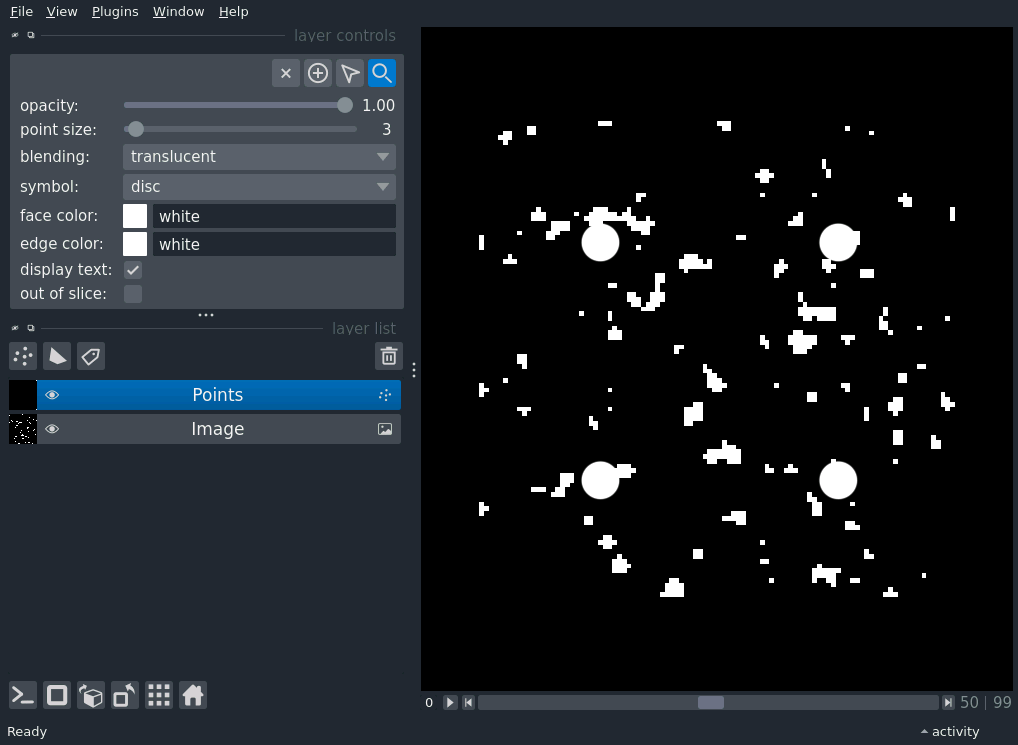 File View Plugins Window Help
layer controls
opacity: 1.00
point size: 3
blending: translucent
symbol: disc
face color: white
edge color: white
display text:
out of slice:
layer list
Points
Image
0 50 | 99
Ready activity